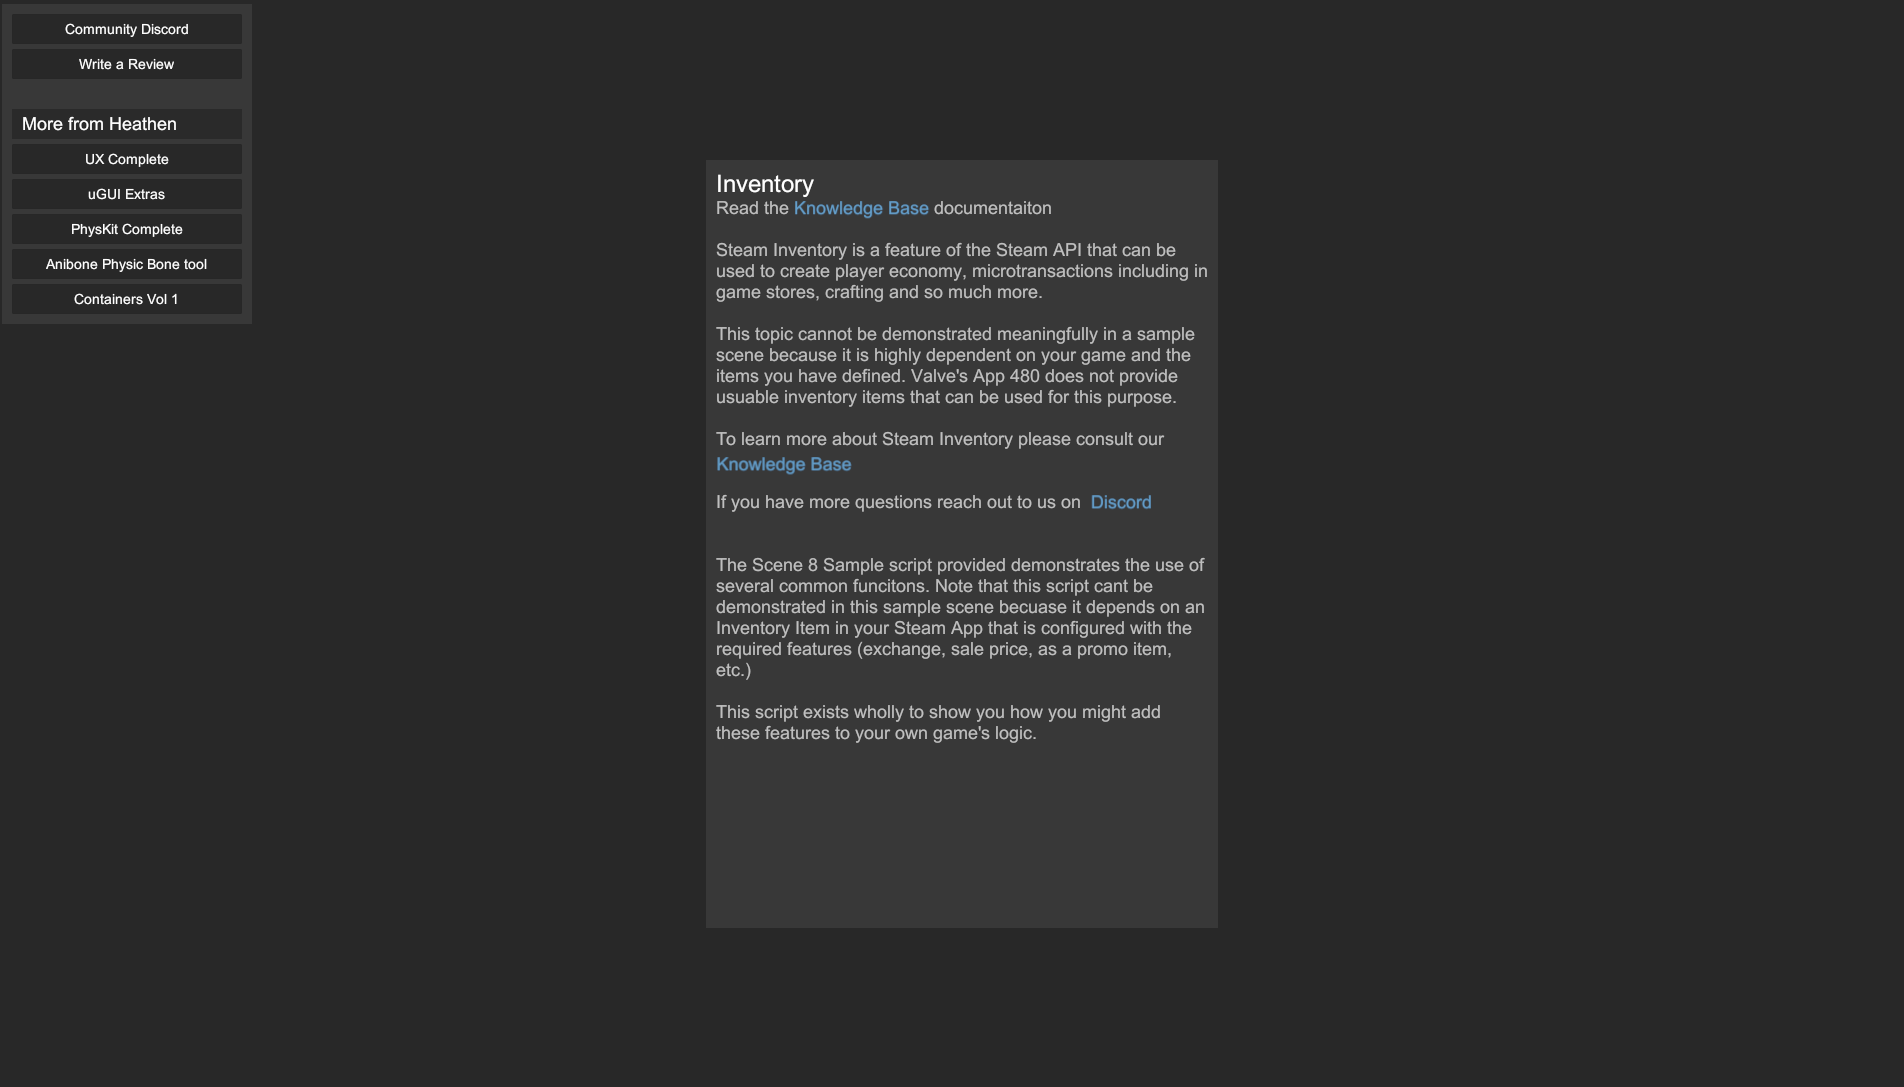 Community Discord
Write a Review
More from Heathen
UX Complete
uGUI Extras
PhysKit Complete
Anibone Physic Bone tool
Containers Vol 1
Inventory
Read the Knowledge Base documentaiton
Steam Inventory is a feature of the Steam API that can be
used to create player economy, microtransactions including in
game stores, crafting and so much more.
This topic cannot be demonstrated meaningfully in a sample
scene because it is highly dependent on your game and the
items you have defined. Valve's App 480 does not provide
usuable inventory items that can be used for this purpose.
To learn more about Steam Inventory please consult our
Knowledge Base
If you have more questions reach out to us on Discord
The Scene 8 Sample script provided demonstrates the use of
several common funcitons. Note that this script cant be
demonstrated in this sample scene becuase it depends on an
Inventory Item in your Steam App that is configured with the
required features (exchange, sale price, as a promo item,
etc.)
This script exists wholly to show you how you might add
these features to your own game's logic.